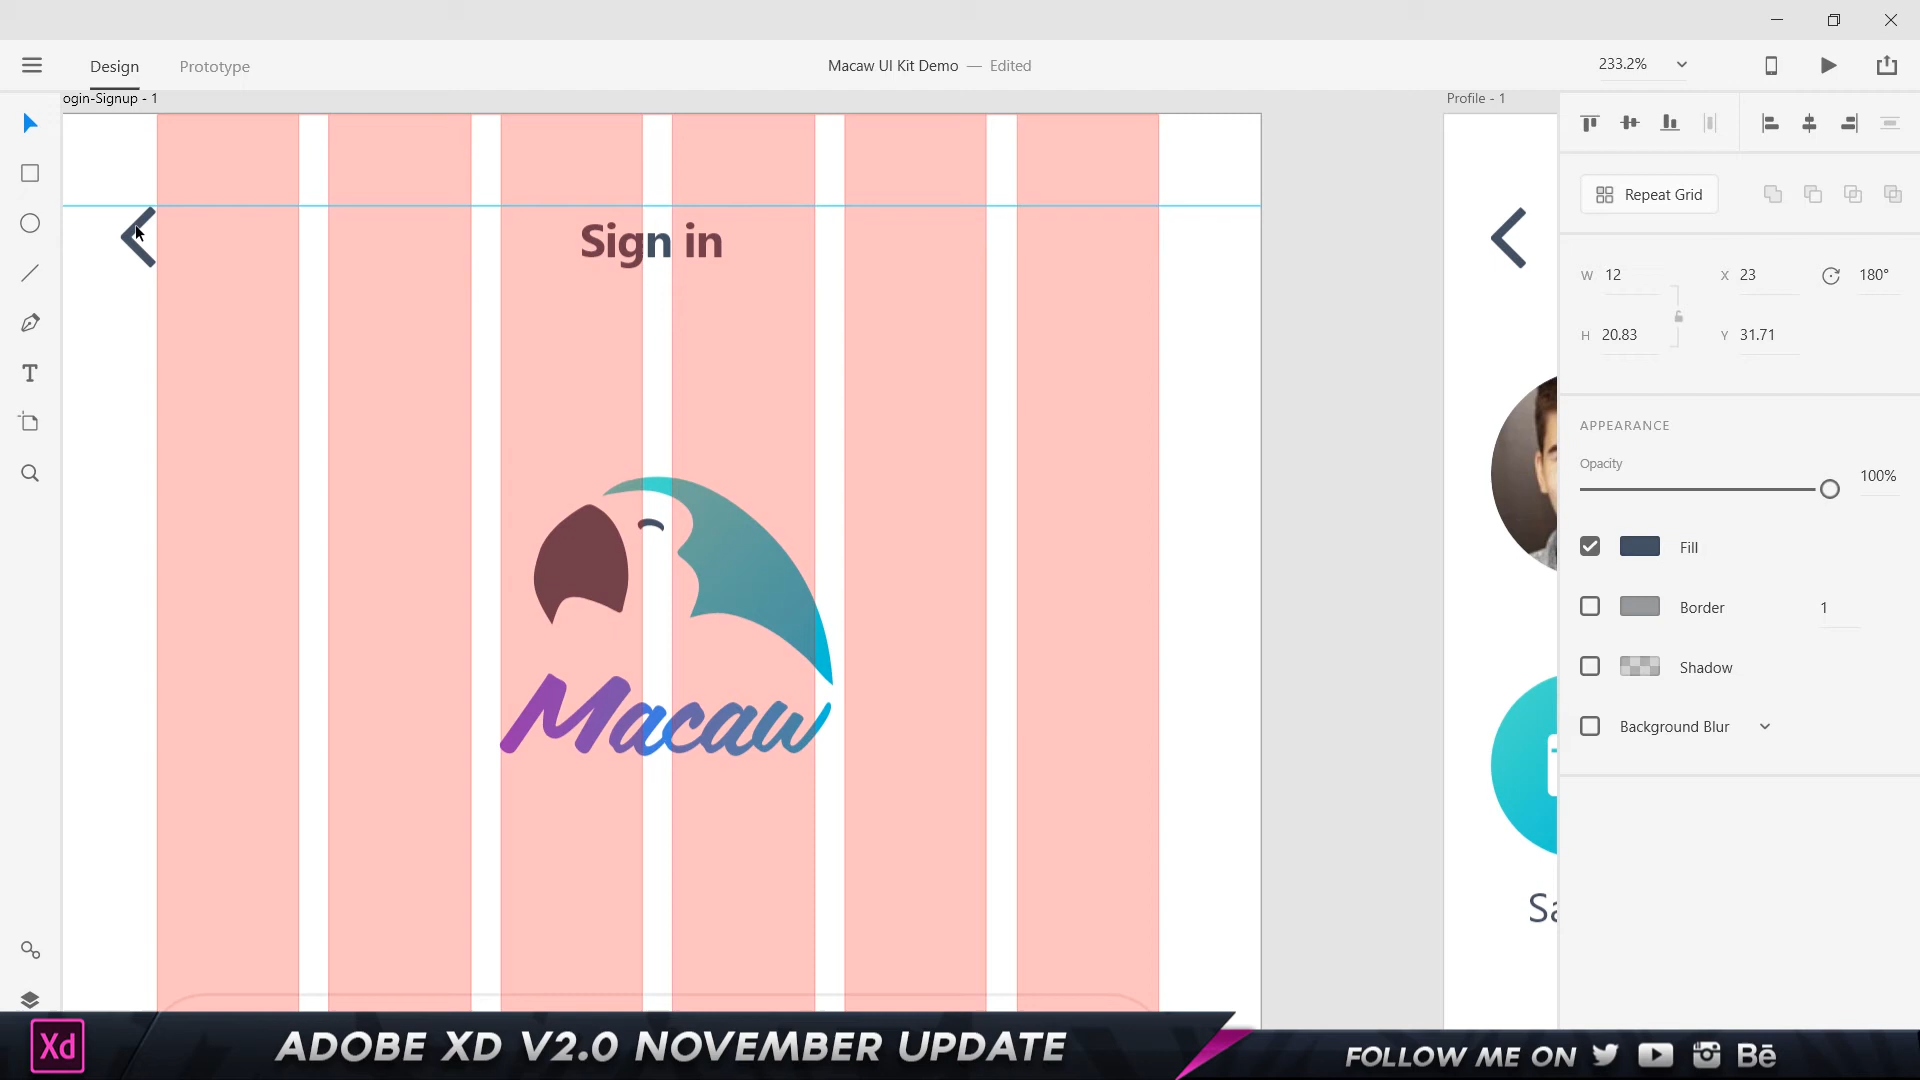 Design
Prototype
Macaw UI Kit Demo — Edited
233.2%
ogin-Signup - 1
Profile - 1
Sign in
Macaw
Sa
Repeat Grid
W 12
X 23
180°
H 20.83
Y 31.71
APPEARANCE
Opacity
100%
Fill
Border
1
Shadow
Background Blur
T
Xd
ADOBE XD V2.0 NOVEMBER UPDATE
FOLLOW ME ON
Bē